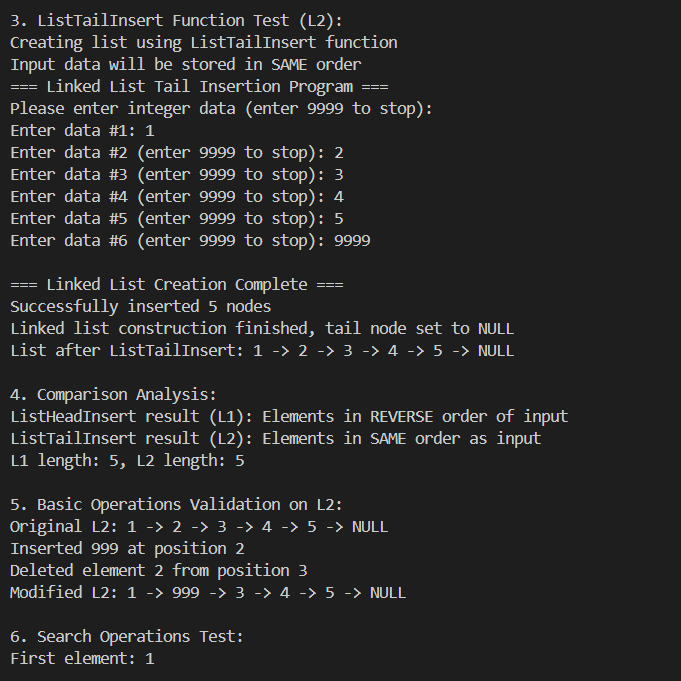 3. ListTailInsert Function Test (L2):
Creating list using ListTailInsert function
Input data will be stored in SAME order
=== Linked List Tail Insertion Program ===
Please enter integer data (enter 9999 to stop):
Enter data #1: 1
Enter data #2 (enter 9999 to stop): 2
Enter data #3 (enter 9999 to stop): 3
Enter data #4 (enter 9999 to stop): 4
Enter data #5 (enter 9999 to stop): 5
Enter data #6 (enter 9999 to stop): 9999

=== Linked List Creation Complete ===
Successfully inserted 5 nodes
Linked list construction finished, tail node set to NULL
List after ListTailInsert: 1 -> 2 -> 3 -> 4 -> 5 -> NULL

4. Comparison Analysis:
ListHeadInsert result (L1): Elements in REVERSE order of input
ListTailInsert result (L2): Elements in SAME order as input
L1 length: 5, L2 length: 5

5. Basic Operations Validation on L2:
Original L2: 1 -> 2 -> 3 -> 4 -> 5 -> NULL
Inserted 999 at position 2
Deleted element 2 from position 3
Modified L2: 1 -> 999 -> 3 -> 4 -> 5 -> NULL

6. Search Operations Test:
First element: 1